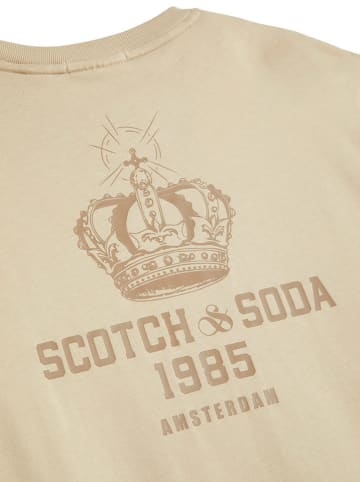 SCOTCH & SODA
1985
AMSTERDAM